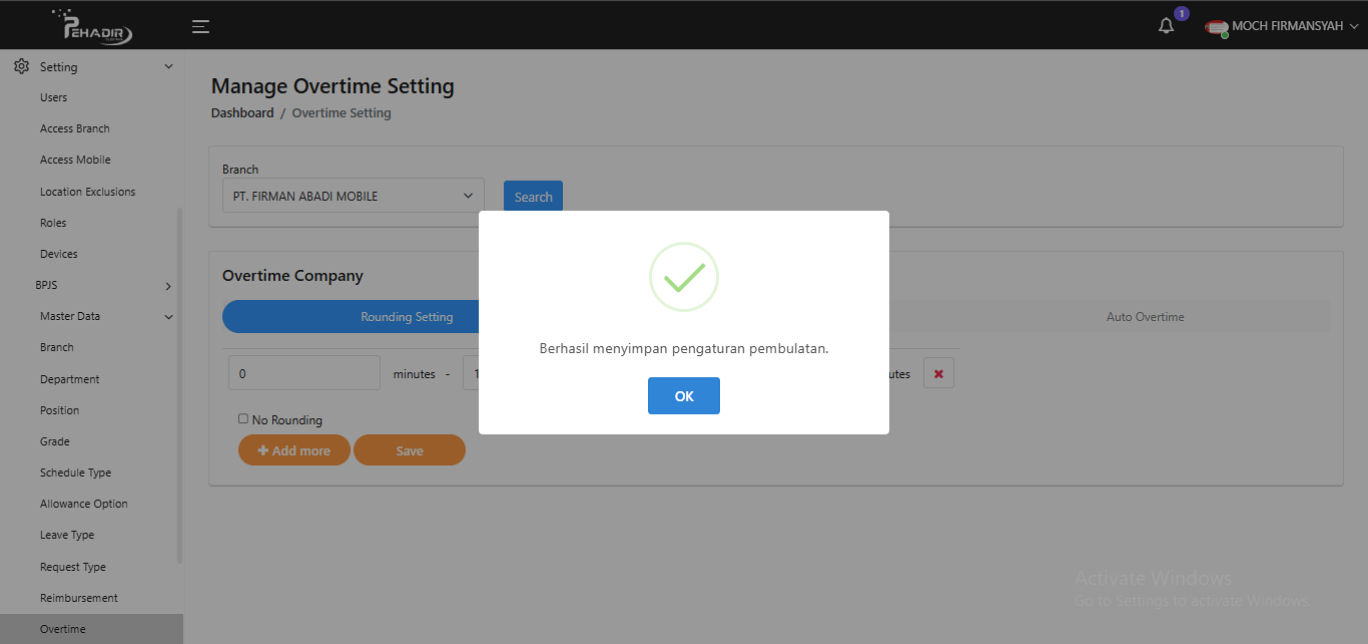 PEHADIR
1
MOCH FIRMANSYAH
Setting
Users
Access Branch
Access Mobile
Location Exclusions
Roles
Devices
BPJS
Master Data
Branch
Department
Position
Grade
Schedule Type
Allowance Option
Leave Type
Request Type
Reimbursement
Overtime
Manage Overtime Setting
Dashboard / Overtime Setting
Branch
PT. FIRMAN ABADI MOBILE
Search
Overtime Company
Rounding Setting
Auto Overtime
0
minutes -
No Rounding
Add more
Save
Berhasil menyimpan pengaturan pembulatan.
OK
Activate Windows
Go to Settings to activate Windows.